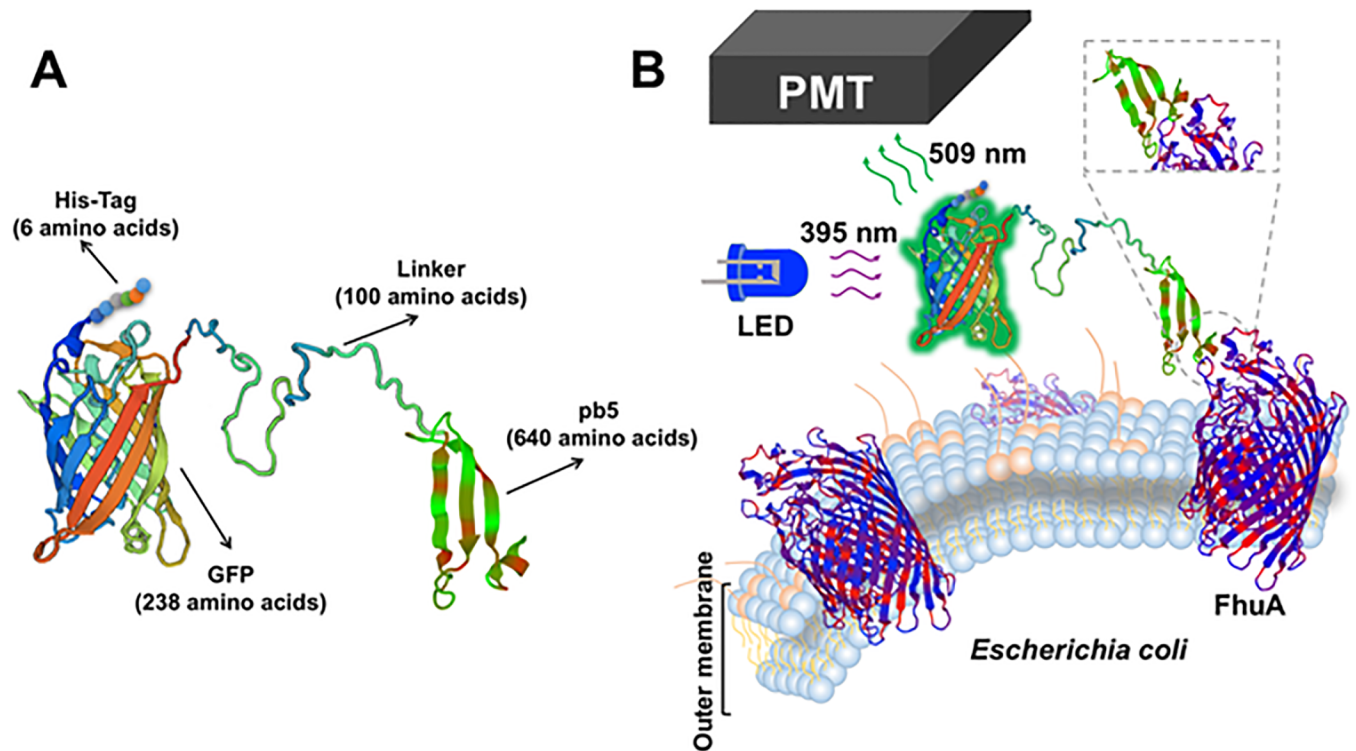 A
His-Tag
(6 amino acids)
Linker
(100 amino acids)
pb5
(640 amino acids)
GFP
(238 amino acids)
B
PMT
509 nm
395 nm
LED
FhuA
Escherichia coli
Outer membrane